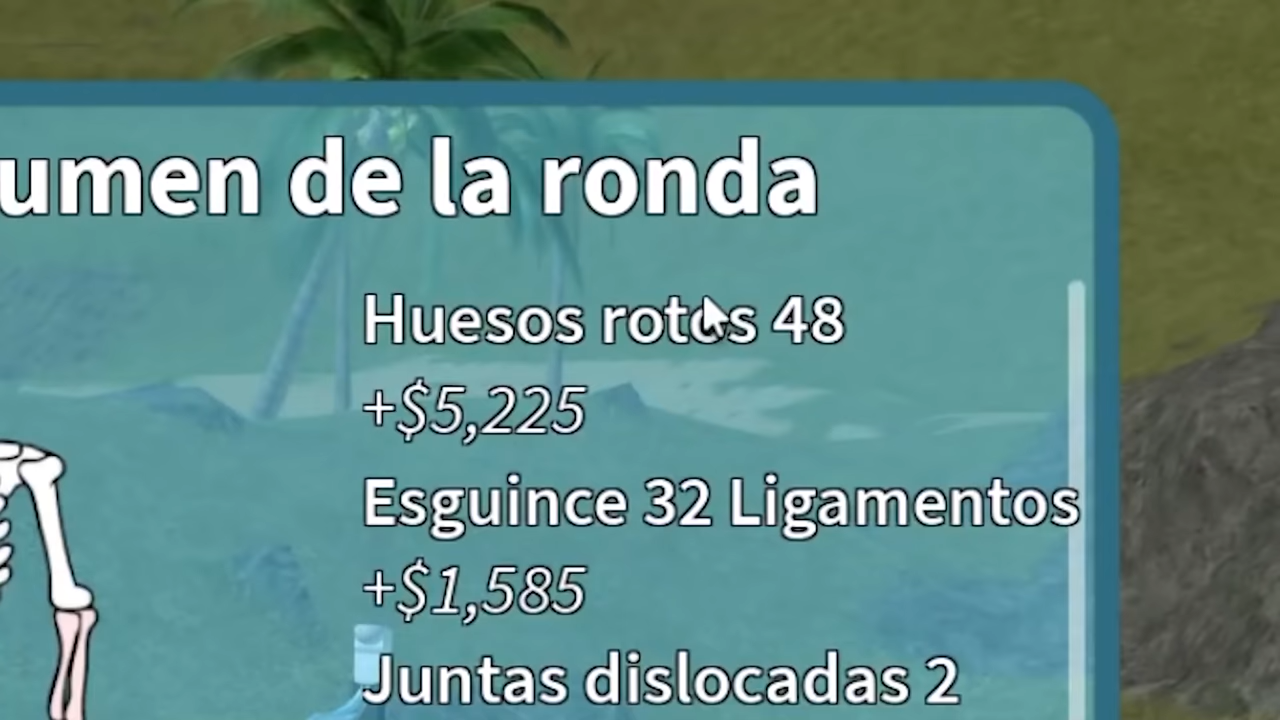 umen de la ronda
Huesos rotos 48
+$5,225
Esguince 32 Ligamentos
+$1,585
Juntas dislocadas 2